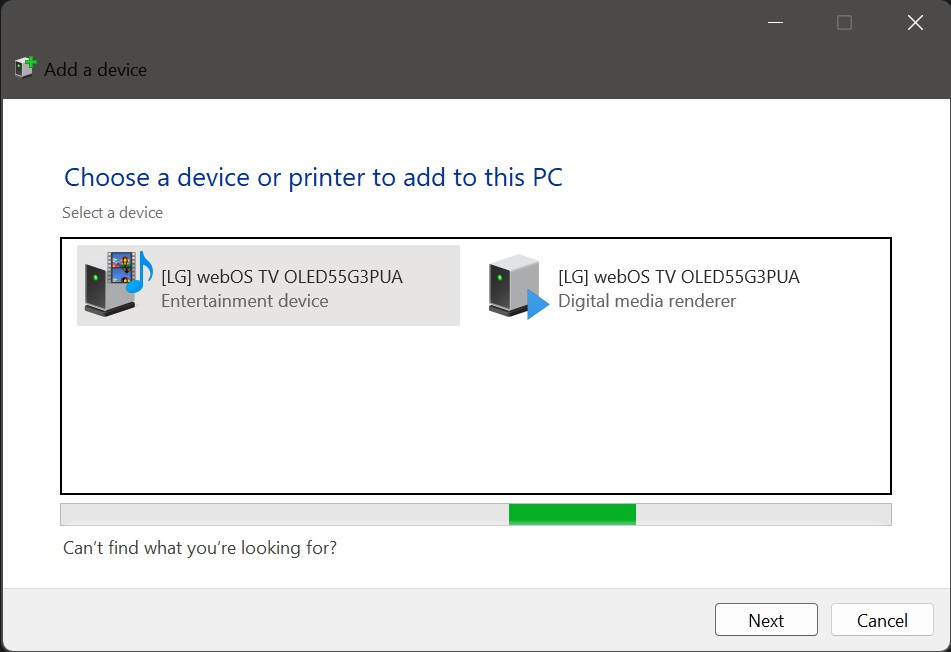 Add a device
Choose a device or printer to add to this PC
Select a device
[LG] webOS TV OLED55G3PUA
Entertainment device
[LG] webOS TV OLED55G3PUA
Digital media renderer
Can't find what you're looking for?
Next
Cancel